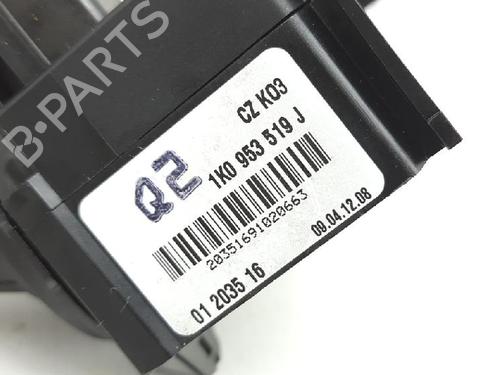 B-PARTS
CZ K03
Q2
1K0 953 519 J
20351691020663
01 2035 16
09.04.12.08